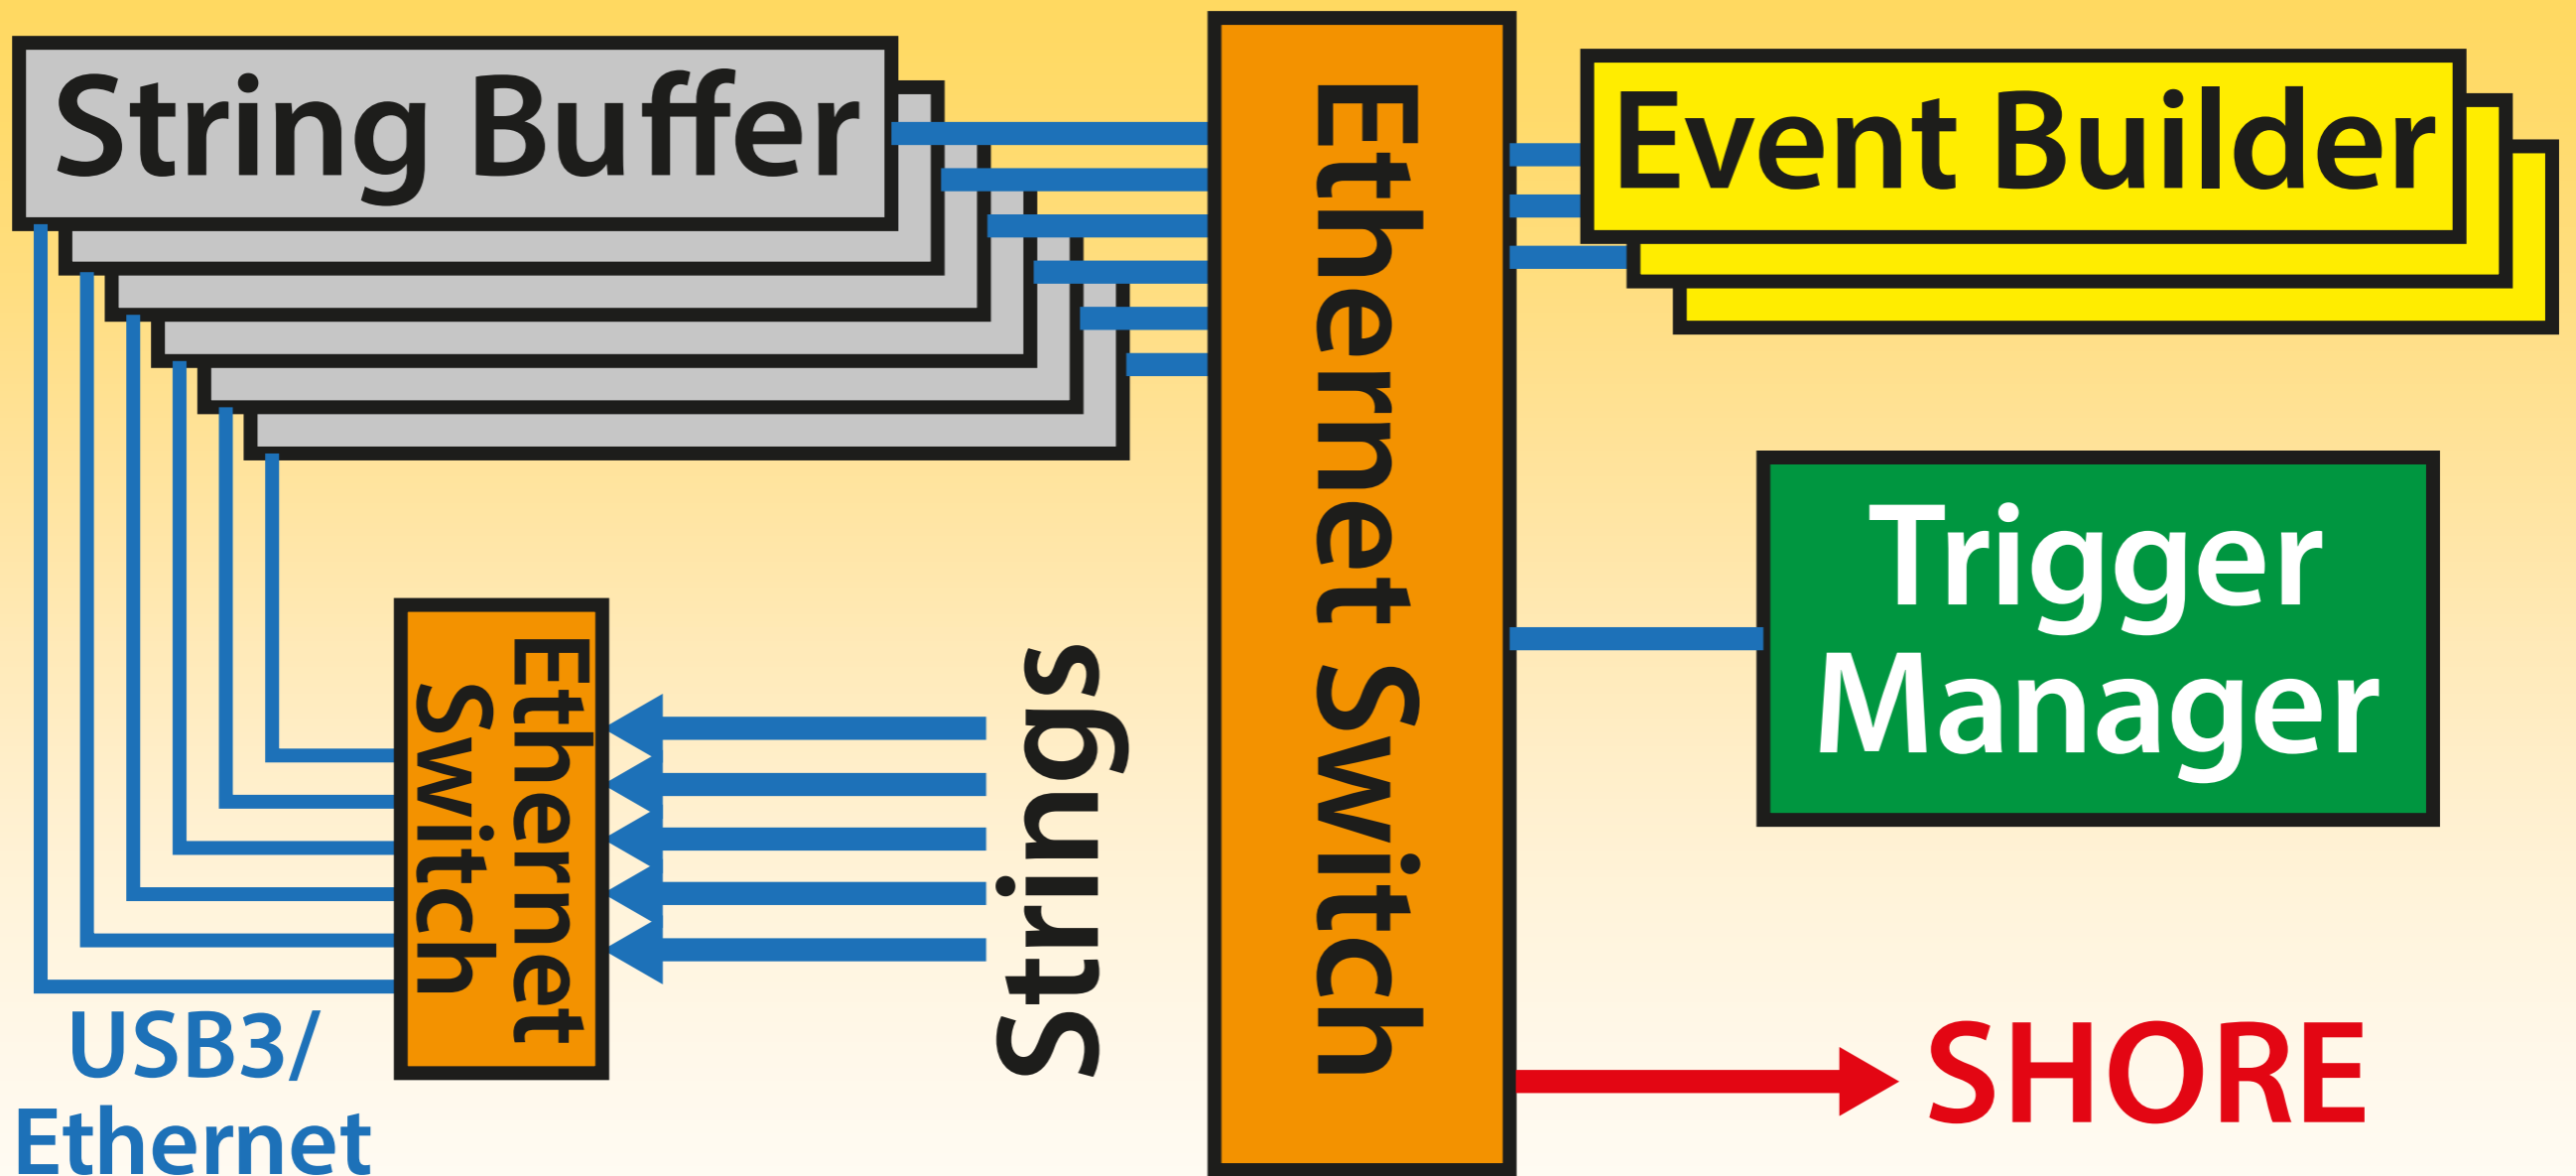 String Buffer
Ethernet Switch
Event Builder
Trigger
Manager
Ethernet
Switch
Strings
USB3/
Ethernet
SHORE